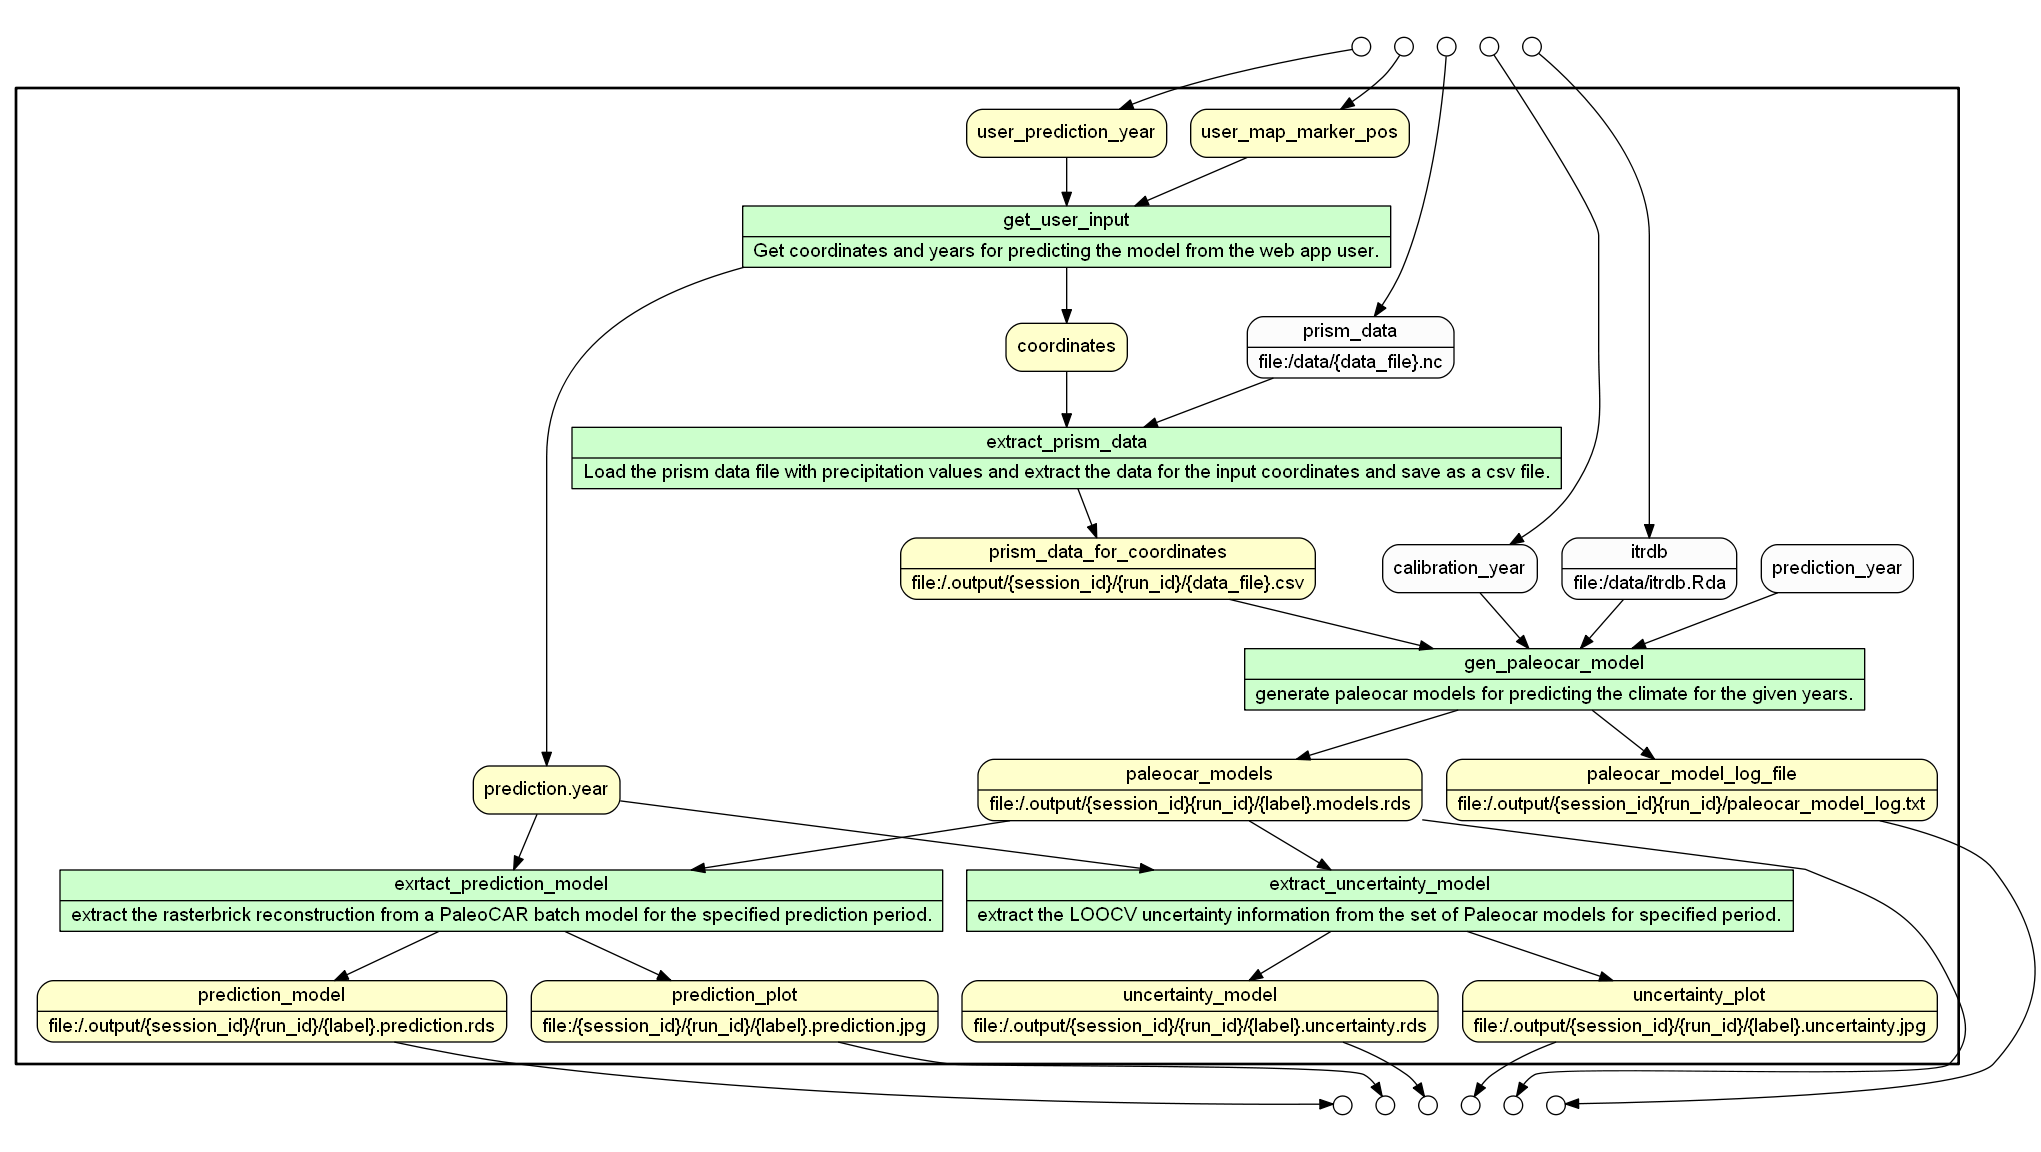 user_prediction_year
user_map_marker_pos
get_user_input
Get coordinates and years for predicting the model from the web app user.
coordinates
prism_data
file:/data/{data_file}.nc
extract_prism_data
Load the prism data file with precipitation values and extract the data for the input coordinates and save as a csv file.
prism_data_for_coordinates
file:/.output/{session_id}/{run_id}/{data_file}.csv
calibration_year
itrdb
file:/data/itrdb.Rda
prediction_year
gen_paleocar_model
generate paleocar models for predicting the climate for the given years.
prediction.year
paleocar_models
file:/.output/{session_id}{run_id}/{label}.models.rds
paleocar_model_log_file
file:/.output/{session_id}{run_id}/paleocar_model_log.txt
exrtact_prediction_model
extract the rasterbrick reconstruction from a PaleoCAR batch model for the specified prediction period.
extract_uncertainty_model
extract the LOOCV uncertainty information from the set of Paleocar models for specified period.
prediction_model
file:/.output/{session_id}/{run_id}/{label}.prediction.rds
prediction_plot
file:/{session_id}/{run_id}/{label}.prediction.jpg
uncertainty_model
file:/.output/{session_id}/{run_id}/{label}.uncertainty.rds
uncertainty_plot
file:/.output/{session_id}/{run_id}/{label}.uncertainty.jpg